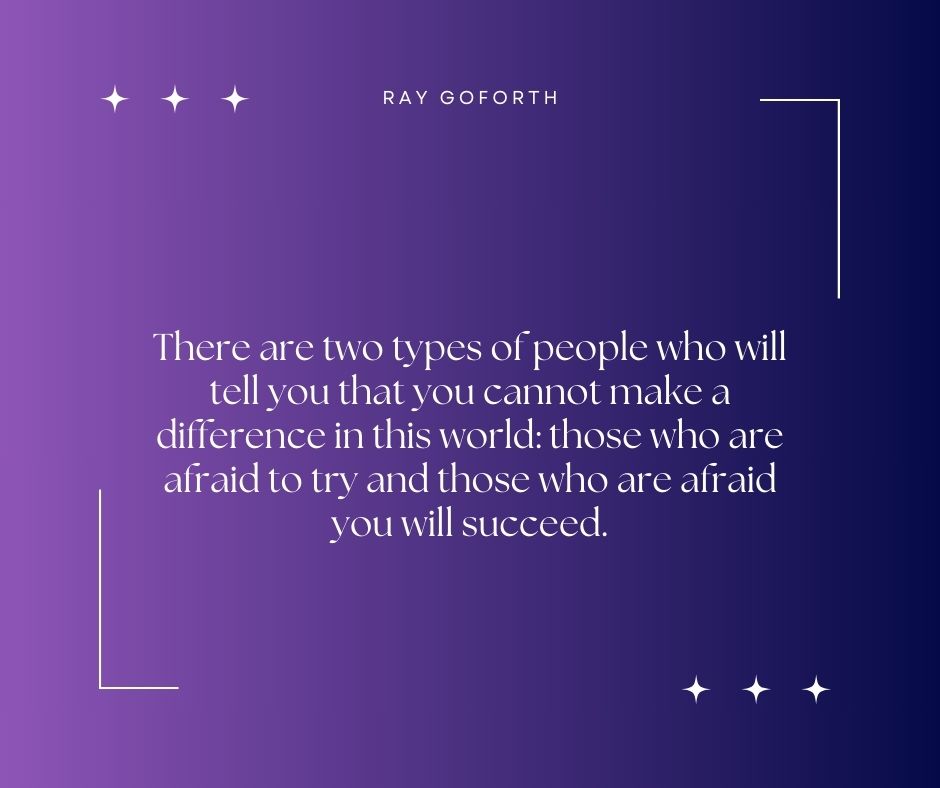 RAY GOFORTH
There are two types of people who will
tell you that you cannot make a
difference in this world: those who are
afraid to try and those who are afraid
you will succeed.